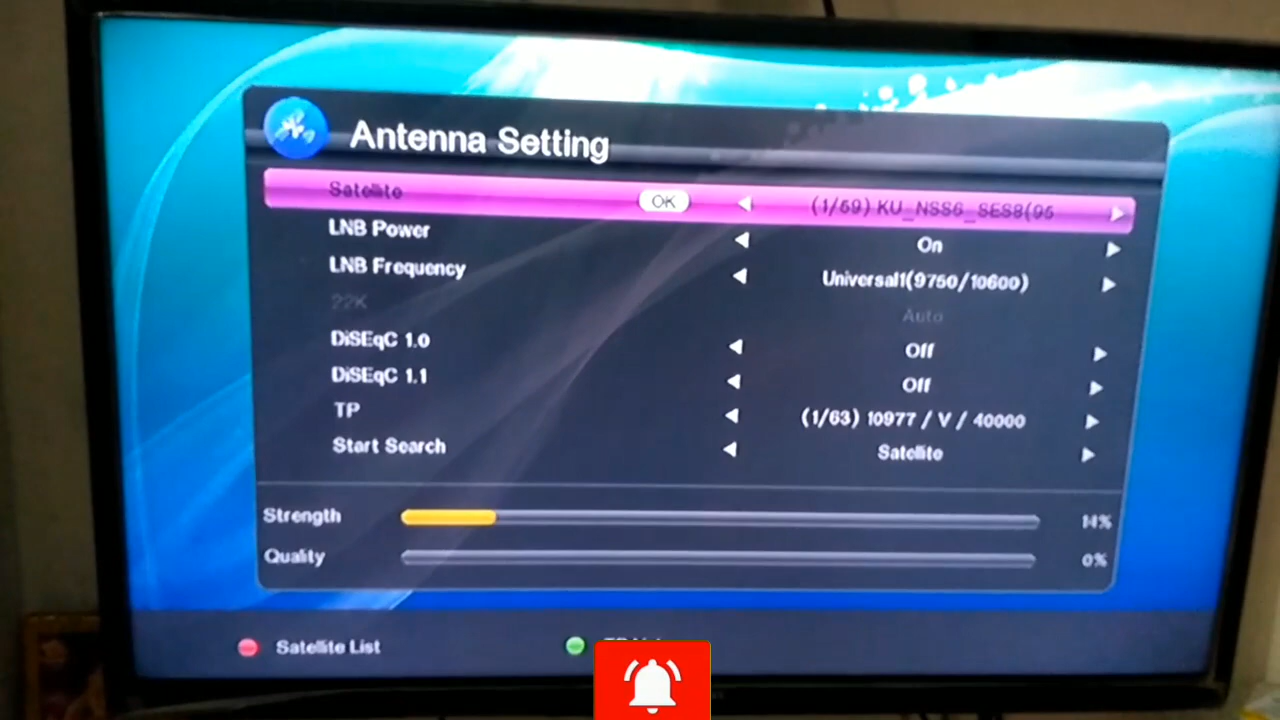 Antenna Setting
Satellite OK (1/69) KU_NSS6_SES8(95
LNB Power On
LNB Frequency Universal1(9750/10600)
22K Auto
DiSEqC 1.0 Off
DiSEqC 1.1 Off
TP (1/63) 10977 / V / 40000
Start Search Satellite
Strength 14%
Quality 0%
Satellite List